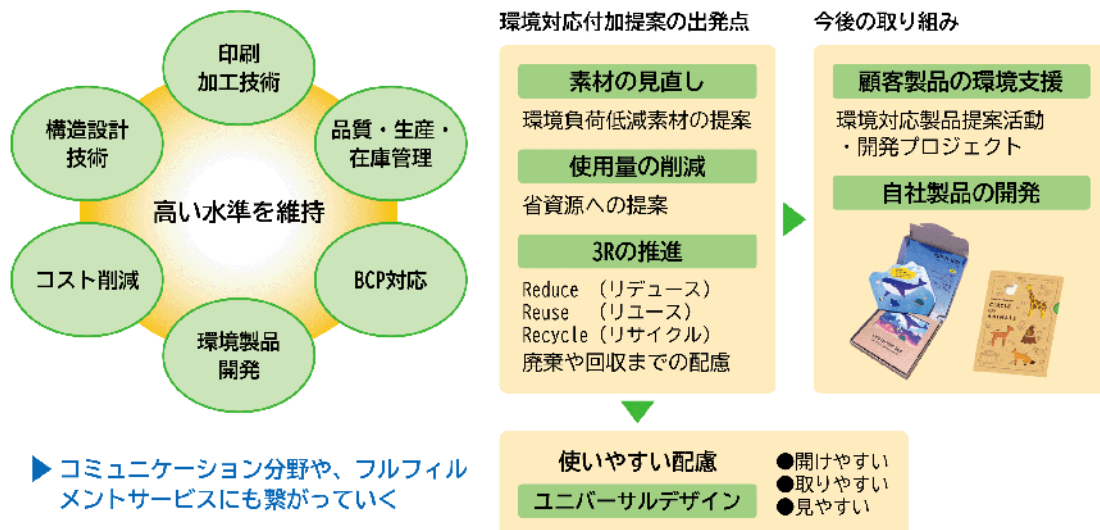 印刷
加工技術
構造設計
技術
品質・生産・
在庫管理
高い水準を維持
コスト削減
BCP対応
環境製品
開発
▶コミュニケーション分野や、フルフィル
メントサービスにも繋がっていく
環境対応付加提案の出発点
素材の見直し
環境負荷低減素材の提案
使用量の削減
省資源への提案
3Rの推進
Reduce (リデュース)
Reuse (リユース)
Recycle (リサイクル)
廃棄や回収までの配慮
使いやすい配慮
ユニバーサルデザイン
●開けやすい
●取りやすい
●見やすい
今後の取り組み
顧客製品の環境支援
環境対応製品提案活動
・開発プロジェクト
自社製品の開発
CIRCLE
ANIMALS